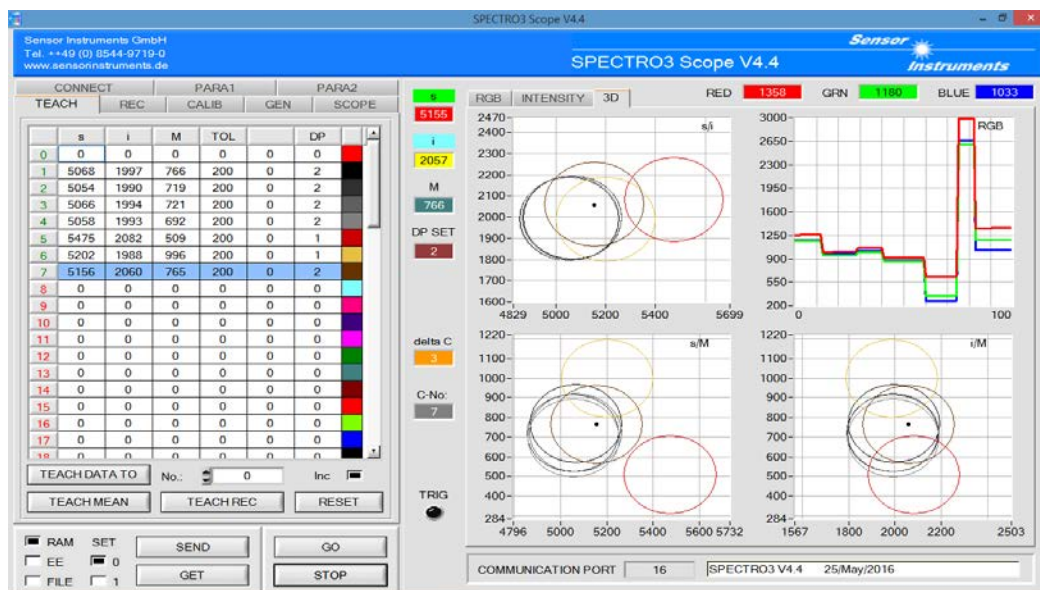 SPECTRO3 Scope V4.4
Sensor Instruments GmbH
Tel. ++49 (0) 8544-9719-0
www.sensorinstruments.de
SPECTRO3 Scope V4.4
Sensor
Instruments
CONNECT PARA1 PARA2
TEACH REC CALIB GEN SCOPE
s i M TOL DP
0 0 0 0 0 0 0
1 5068 1997 766 200 0 2
2 5054 1990 719 200 0 2
3 5066 1994 721 200 0 2
4 5058 1993 692 200 0 2
5 5475 2082 509 200 0 1
6 5202 1988 996 200 0 1
7 5156 2060 765 200 0 2
8 0 0 0 0 0 0
9 0 0 0 0 0 0
10 0 0 0 0 0 0
11 0 0 0 0 0 0
12 0 0 0 0 0 0
13 0 0 0 0 0 0
14 0 0 0 0 0 0
15 0 0 0 0 0 0
16 0 0 0 0 0 0
17 0 0 0 0 0 0
18 0 0 0 0 0 0
TEACH DATA TO No.: 0 Inc
TEACH MEAN TEACH REC RESET
RAM SET
EE 0
FILE 1
SEND GO
GET STOP
s
5155
i
2057
M
766
DP SET
2
delta C
3
C-No:
7
TRIG
RGB INTENSITY 3D
RED 1358 GRN 1180 BLUE 1033
s/i
2470
2400
2300
2200
2100
2000
1900
1800
1700
1600
4829 5000 5200 5400 5699
RGB
3000
2650
2300
1950
1600
1250
900
550
200
0 100
s/M
1220
1100
1000
900
800
700
600
500
400
284
4796 5000 5200 5400 5600 5732
i/M
1220
1100
1000
900
800
700
600
500
400
284
1567 1800 2000 2200 2503
COMMUNICATION PORT 16 SPECTRO3 V4.4 25/May/2016